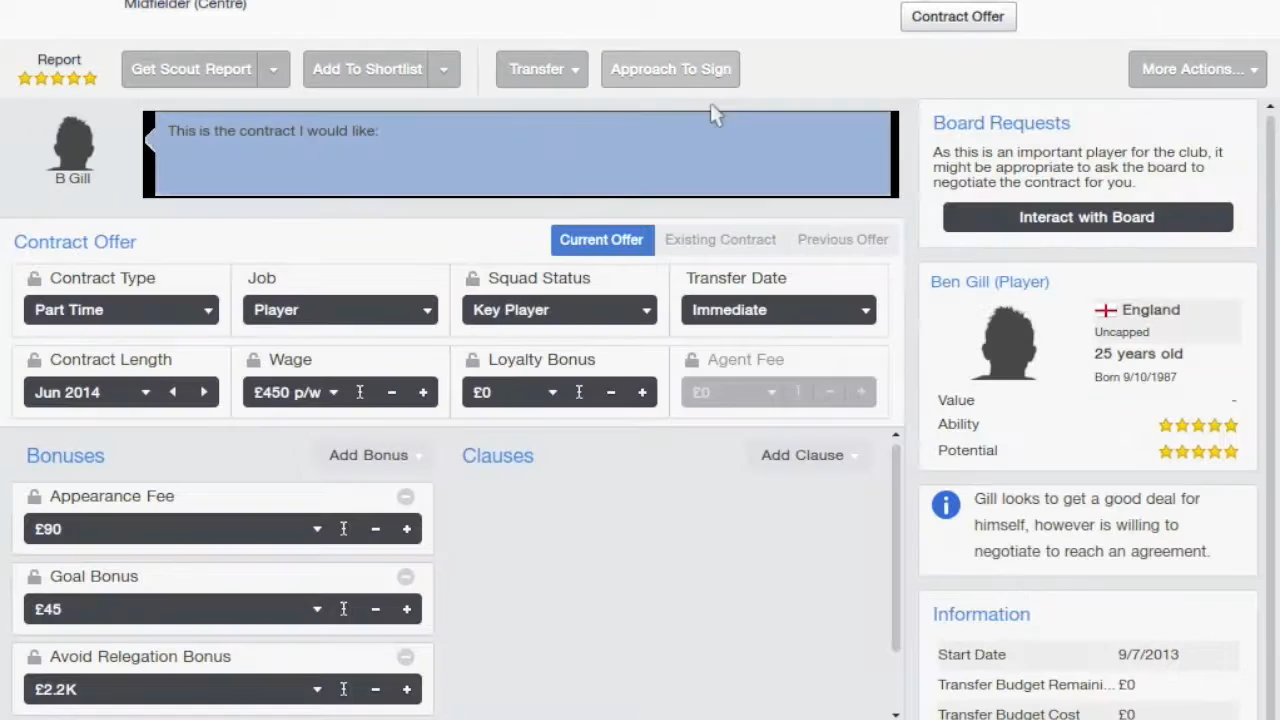 Midfielder (Centre)
Contract Offer
Report
Get Scout Report
Add To Shortlist
Transfer
Approach To Sign
More Actions...
B Gill
This is the contract I would like:
Board Requests
As this is an important player for the club, it
might be appropriate to ask the board to
negotiate the contract for you.
Interact with Board
Contract Offer
Current Offer
Existing Contract
Previous Offer
Contract Type
Job
Squad Status
Transfer Date
Part Time
Player
Key Player
Immediate
Contract Length
Wage
Loyalty Bonus
Agent Fee
Jun 2014
£450 p/w
£0
£0
Bonuses
Add Bonus
Clauses
Add Clause
Appearance Fee
£90
Goal Bonus
£45
Avoid Relegation Bonus
£2.2K
Ben Gill (Player)
England
Uncapped
25 years old
Born 9/10/1987
Value -
Ability
Potential
Gill looks to get a good deal for
himself, however is willing to
negotiate to reach an agreement.
Information
Start Date 9/7/2013
Transfer Budget Remaini... £0
Transfer Budget Cost £0